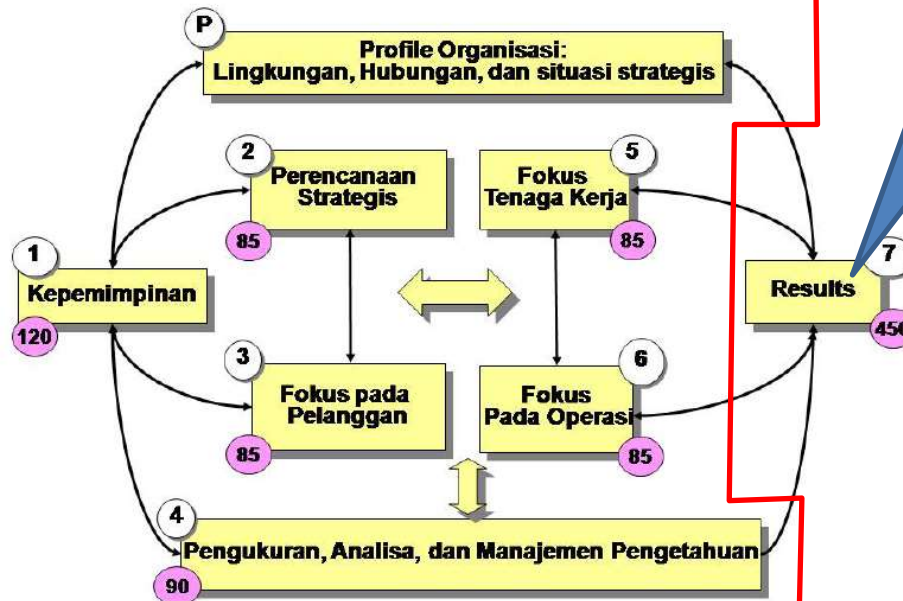 P
Profile Organisasi:
Lingkungan, Hubungan, dan situasi strategis
2
Perencanaan
Strategis
85
5
Fokus
Tenaga Kerja
85
1
Kepemimpinan
120
7
Results
450
3
Fokus pada
Pelanggan
85
6
Fokus
Pada Operasi
85
4
Pengukuran, Analisa, dan Manajemen Pengetahuan
90